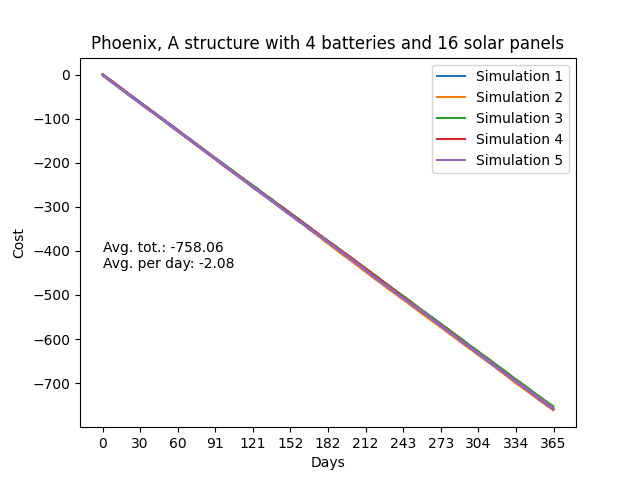 Phoenix, A structure with 4 batteries and 16 solar panels
Simulation 1
Simulation 2
Simulation 3
Simulation 4
Simulation 5
0
−100
−200
−300
−400
−500
−600
−700
Cost
Avg. tot.: -758.06
Avg. per day: -2.08
0 30 60 91 121 152 182 212 243 273 304 334 365
Days